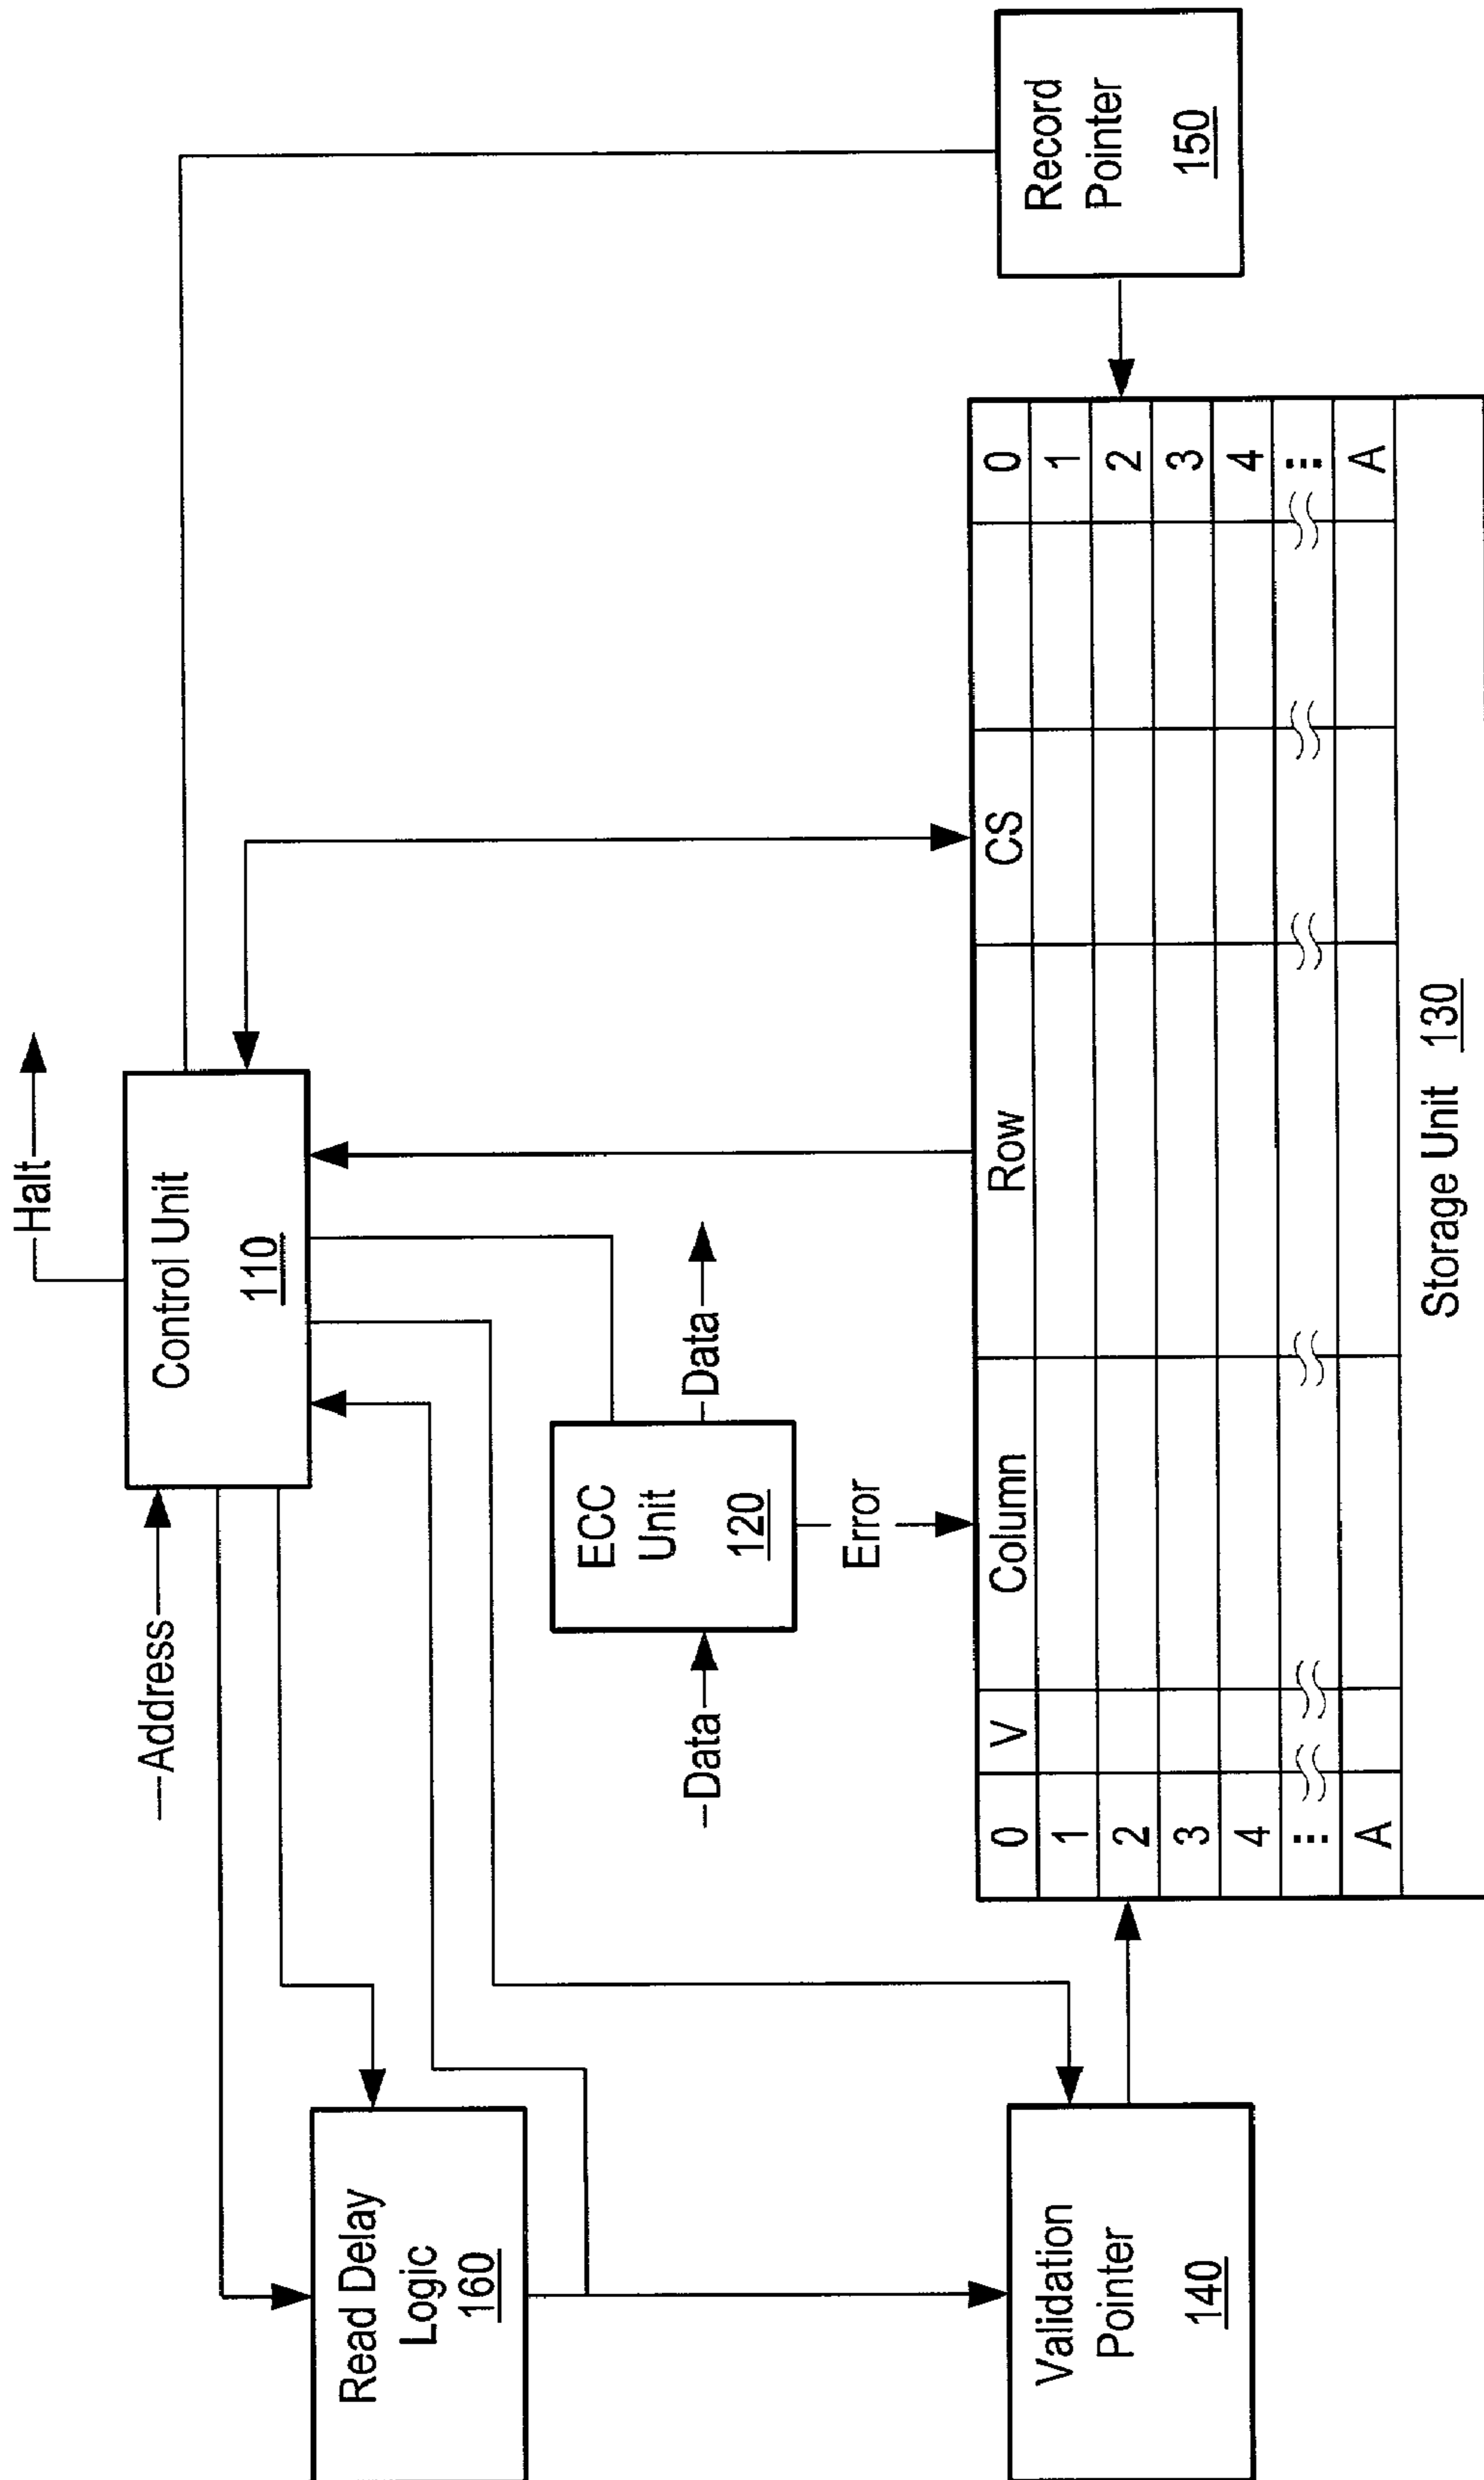 Halt
Control Unit
110
Address
Read Delay
Logic
160
ECC
Unit
120
Data
Data
Error
Validation
Pointer
140
Record
Pointer
150
0 V Column Row CS 0
1 1
2 2
3 3
4 4
... ...
A A
Storage Unit 130